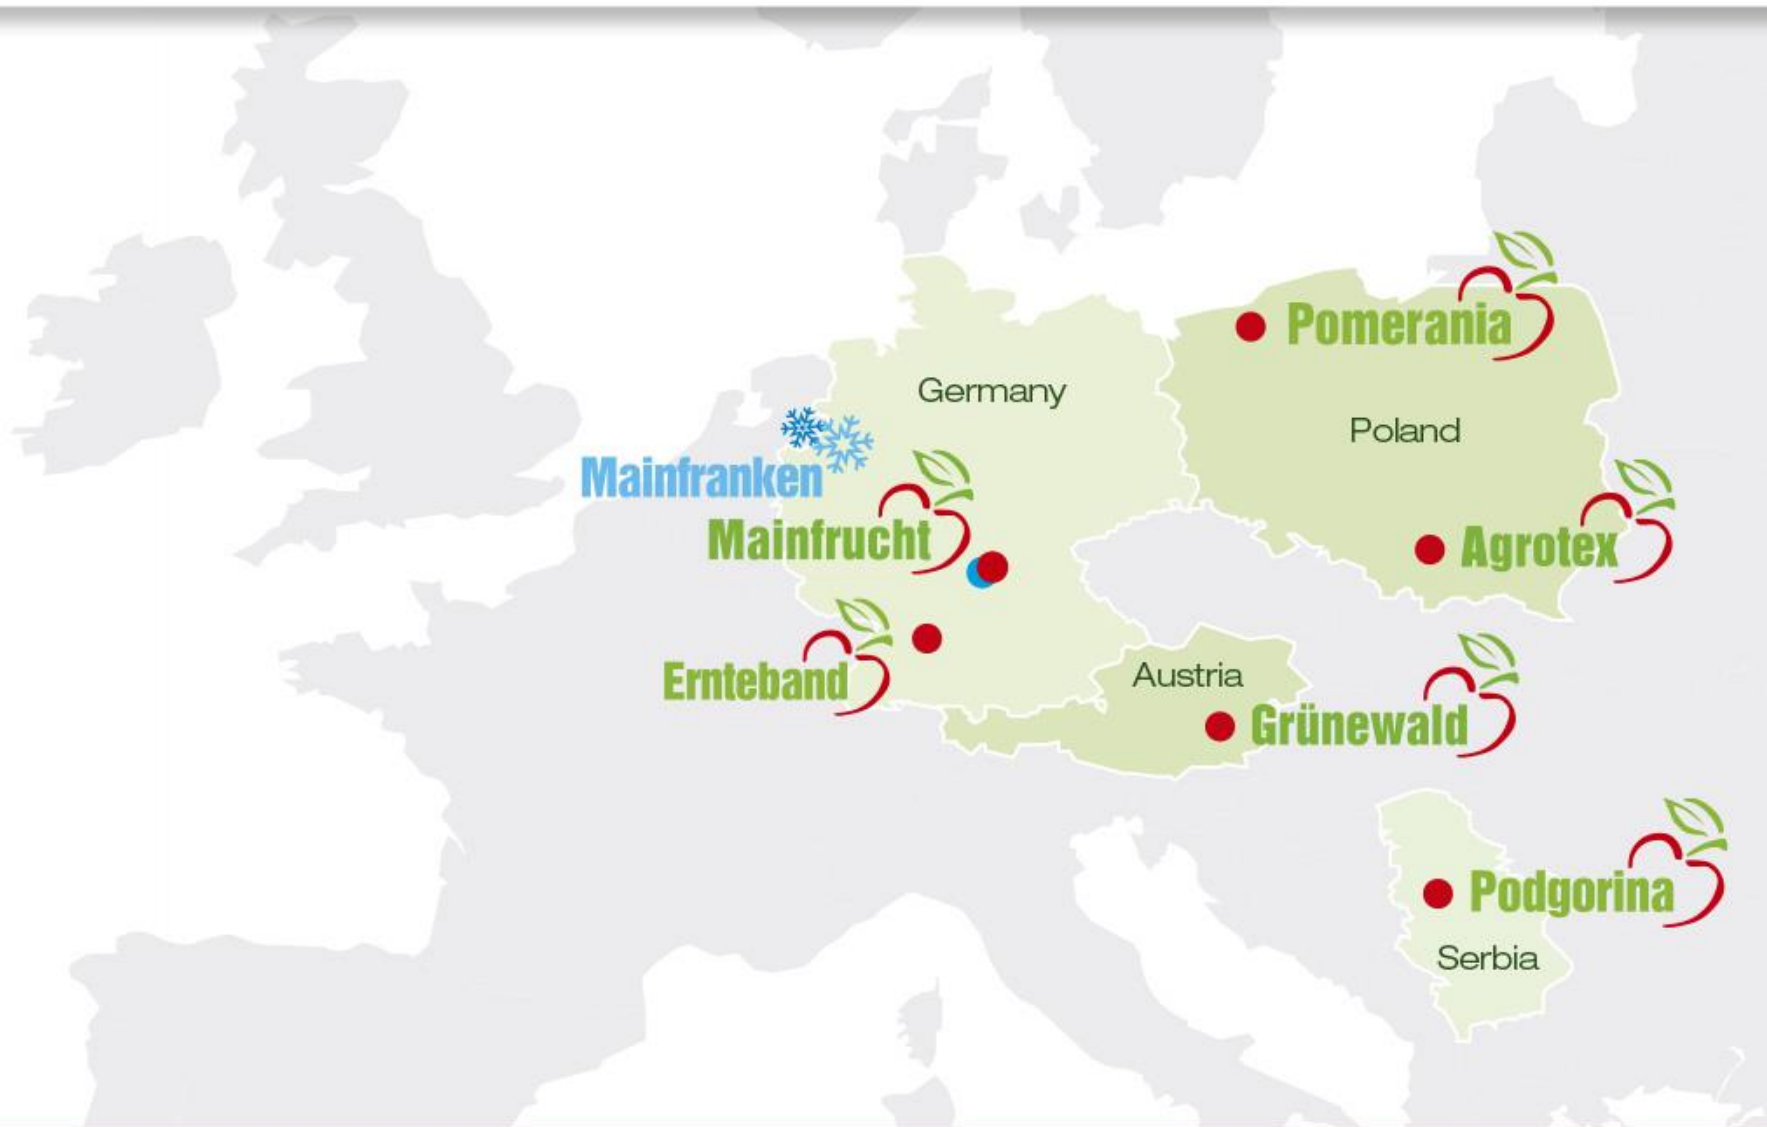 Pomerania
Germany
Poland
Mainfranken
Mainfrucht
Agrotex
Ernteband
Austria
Grünewald
Podgorina
Serbia